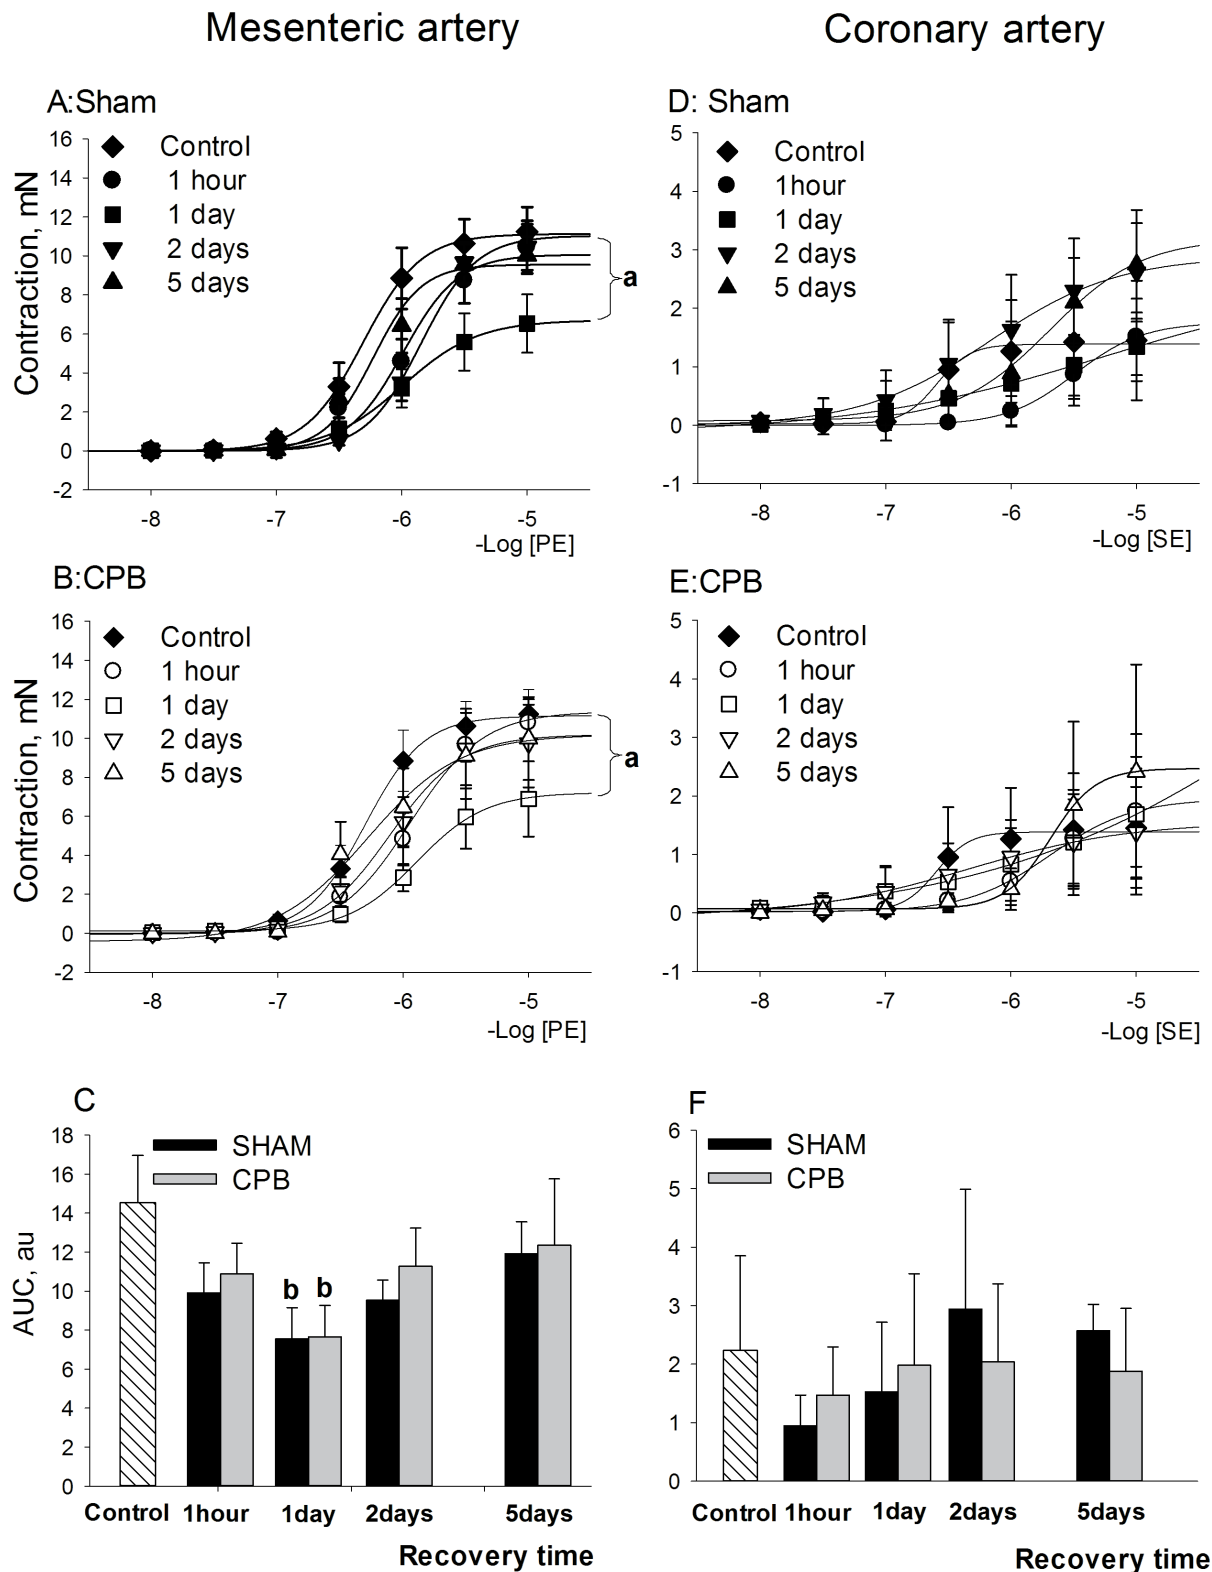 Mesenteric artery
Coronary artery
A:Sham
16
14
12
10
8
6
4
2
0
-2
Contraction, mN
Control
1 hour
1 day
2 days
5 days
a
-8
-7
-6
-5
-Log [PE]
D: Sham
5
4
3
2
1
0
-1
Control
1hour
1 day
2 days
5 days
-8
-7
-6
-5
-Log [SE]
B:CPB
16
14
12
10
8
6
4
2
0
-2
Contraction, mN
Control
1 hour
1 day
2 days
5 days
a
-8
-7
-6
-5
-Log [PE]
E:CPB
5
4
3
2
1
0
-1
Control
1 hour
1 day
2 days
5 days
-8
-7
-6
-5
-Log [SE]
C
18
16
14
12
10
8
6
4
2
0
AUC, au
SHAM
CPB
b b
Control 1hour 1day 2days 5days
Recovery time
F
6
5
4
3
2
1
0
SHAM
CPB
Control 1hour 1day 2days 5days
Recovery time